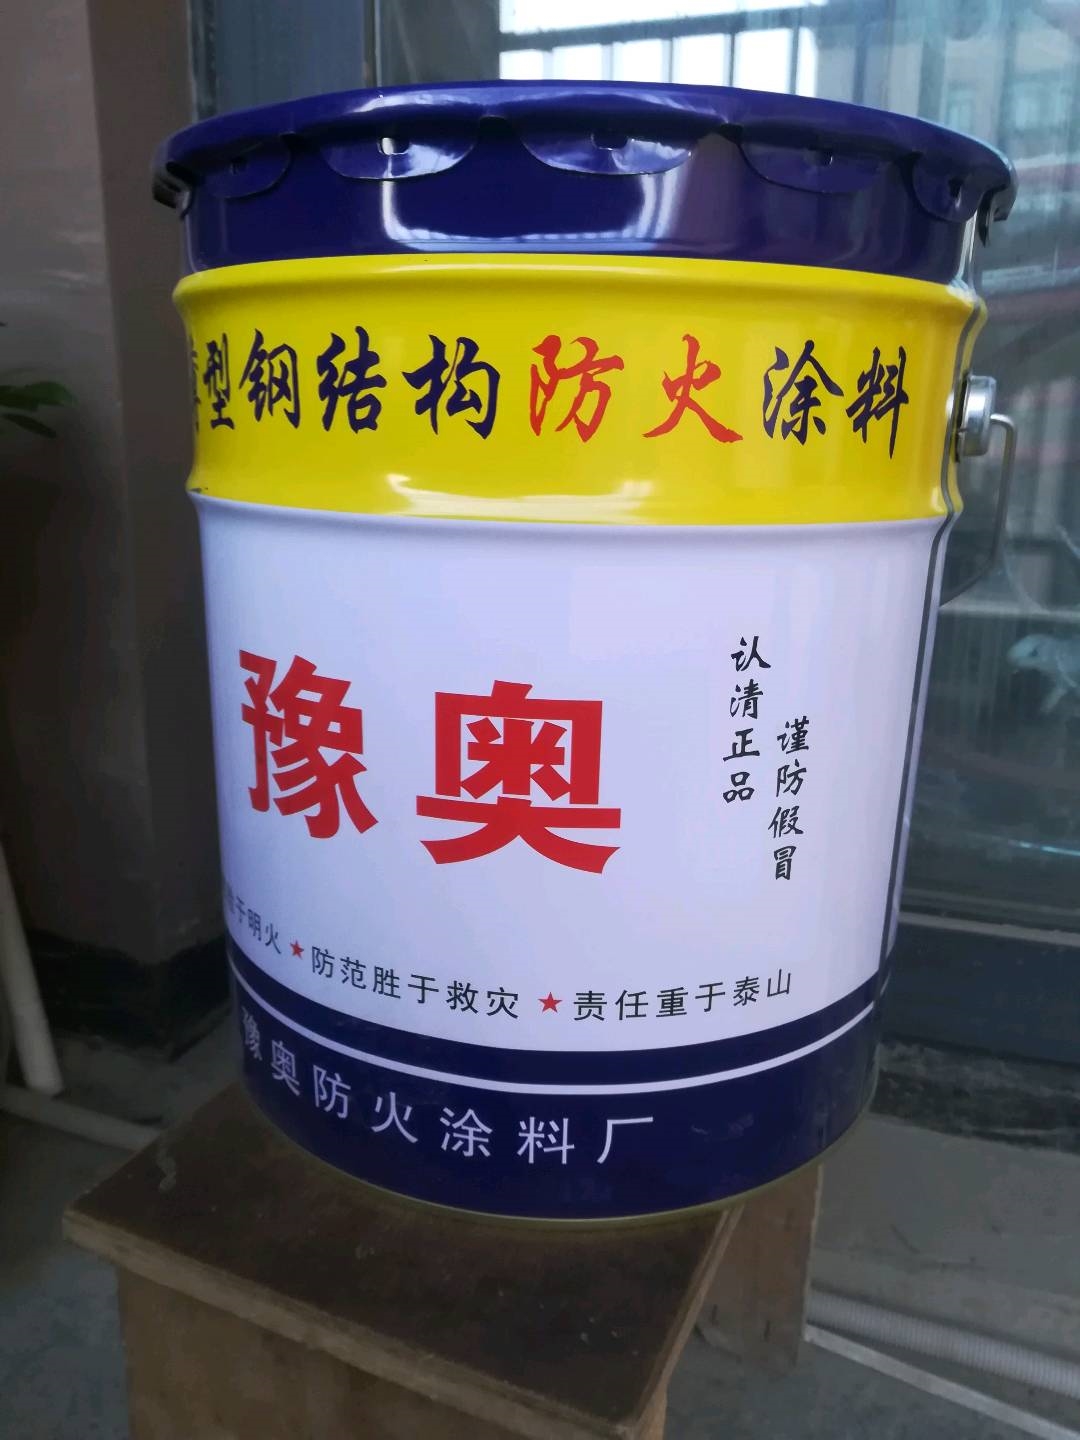 型钢结构防火涂料
豫奥
认清正品
谨防假冒
于明火★防范胜于救灾★责任重于泰山
豫奥防火涂料厂